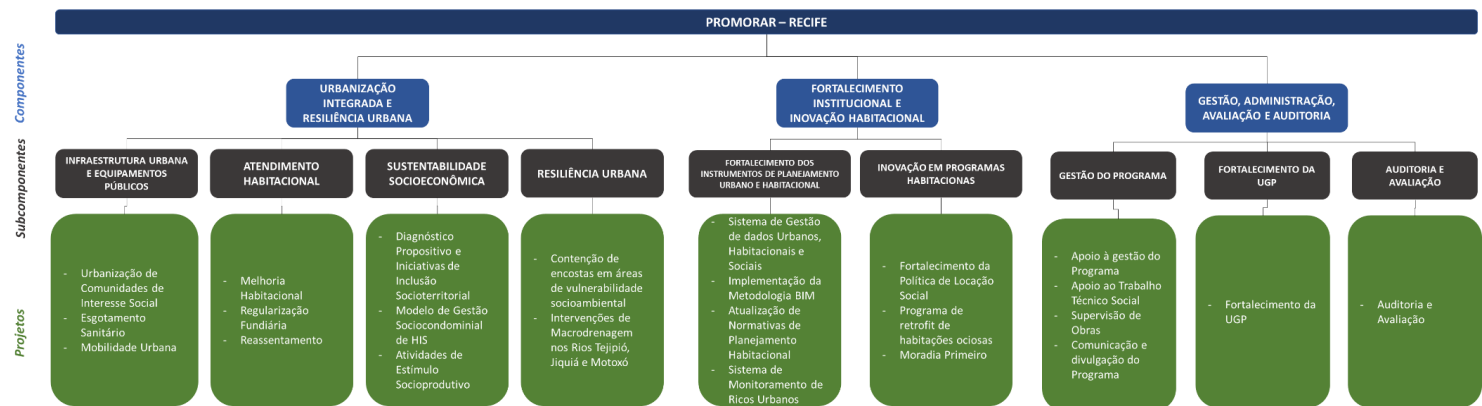 PROMORAR – RECIFE
Componentes
URBANIZAÇÃO
INTEGRADA E
RESILIÊNCIA URBANA
FORTALECIMENTO
INSTITUCIONAL E
INOVAÇÃO HABITACIONAL
GESTÃO, ADMINISTRAÇÃO,
AVALIAÇÃO E AUDITORIA
Subcomponentes
INFRAESTRUTURA URBANA
E EQUIPAMENTOS
PÚBLICOS
ATENDIMENTO
HABITACIONAL
SUSTENTABILIDADE
SOCIOECONÔMICA
RESILIÊNCIA URBANA
FORTALECIMENTO DOS
INSTRUMENTOS DE PLANEJAMENTO
URBANO E HABITACIONAL
INOVAÇÃO EM PROGRAMAS
HABITACIONAS
GESTÃO DO PROGRAMA
FORTALECIMENTO DA
UGP
AUDITORIA E
AVALIAÇÃO
Projetos
- Urbanização de
Comunidades de
Interesse Social
- Esgotamento
Sanitário
- Mobilidade Urbana
- Melhoria
Habitacional
- Regularização
Fundiária
- Reassentamento
- Diagnóstico
Propositivo e
Iniciativas de
Inclusão
Socioterritorial
- Modelo de Gestão
Sociocondominial
de HIS
- Atividades de
Estímulo
Socioprodutivo
- Contenção de
encostas em áreas
de vulnerabilidade
socioambiental
- Intervenções de
Macrodrenagem
nos Rios Tejipió,
Jiquiá e Motoxó
- Sistema de Gestão
de dados Urbanos,
Habitacionais e
Sociais
- Implementação da
Metodologia BIM
- Atualização de
Normativas de
Planejamento
Habitacional
- Sistema de
Monitoramento de
Ricos Urbanos
- Fortalecimento da
Política de Locação
Social
- Programa de
retrofit de
habitações ociosas
- Moradia Primeiro
- Apoio à gestão do
Programa
- Apoio ao Trabalho
Técnico Social
- Supervisão de
Obras
- Comunicação e
divulgação do
Programa
- Fortalecimento da
UGP
- Auditoria e
Avaliação